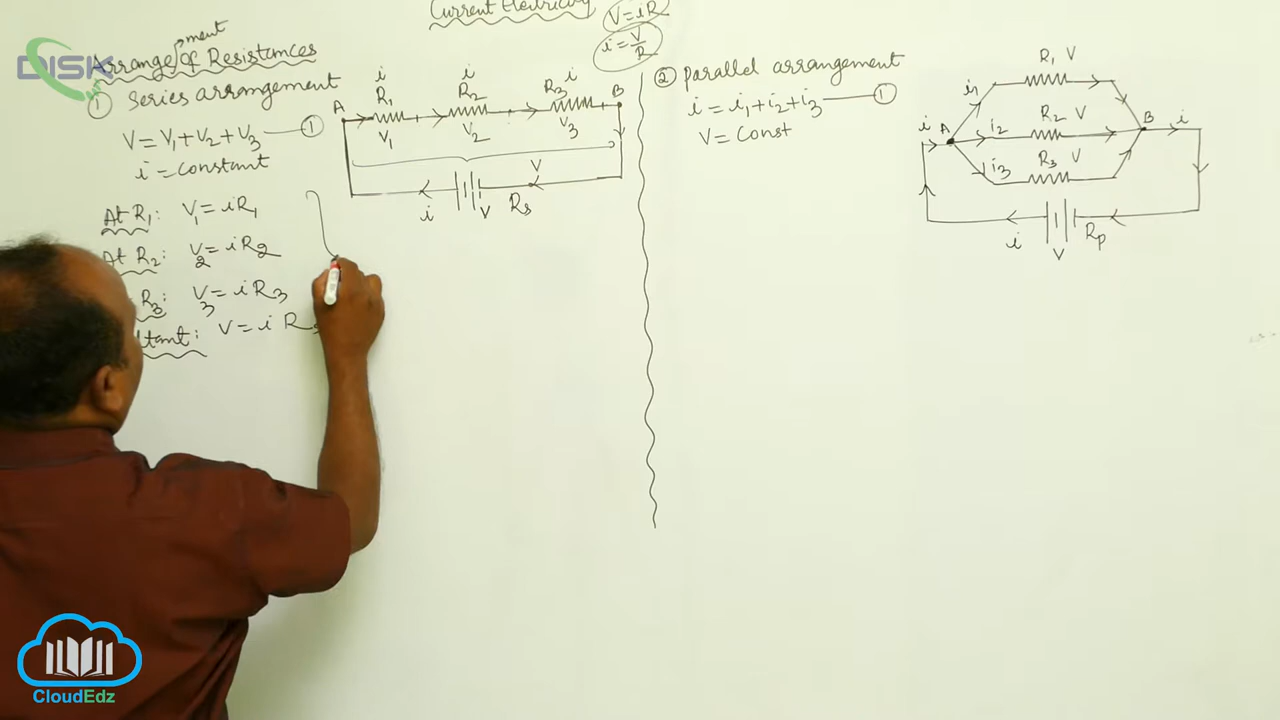 Current Electricity
V = iR
i = V/R
Arrangement of Resistances
① Series arrangement
V = V₁ + V₂ + V₃ — ①
i = constant
At R₁: V₁ = iR₁
At R₂: V₂ = iR₂
R₃: V₃ = iR₃
ltant: V = i Rs
i i i
A R₁ R₂ R₃ B
V₁ V₂ V₃
V
i V Rs
② Parallel arrangement
i = i₁ + i₂ + i₃ — ①
V = Const
R₁ V
i₁
i A i₂ R₂ V B i
i₃ R₃ V
i V Rp
DISK
CloudEdz